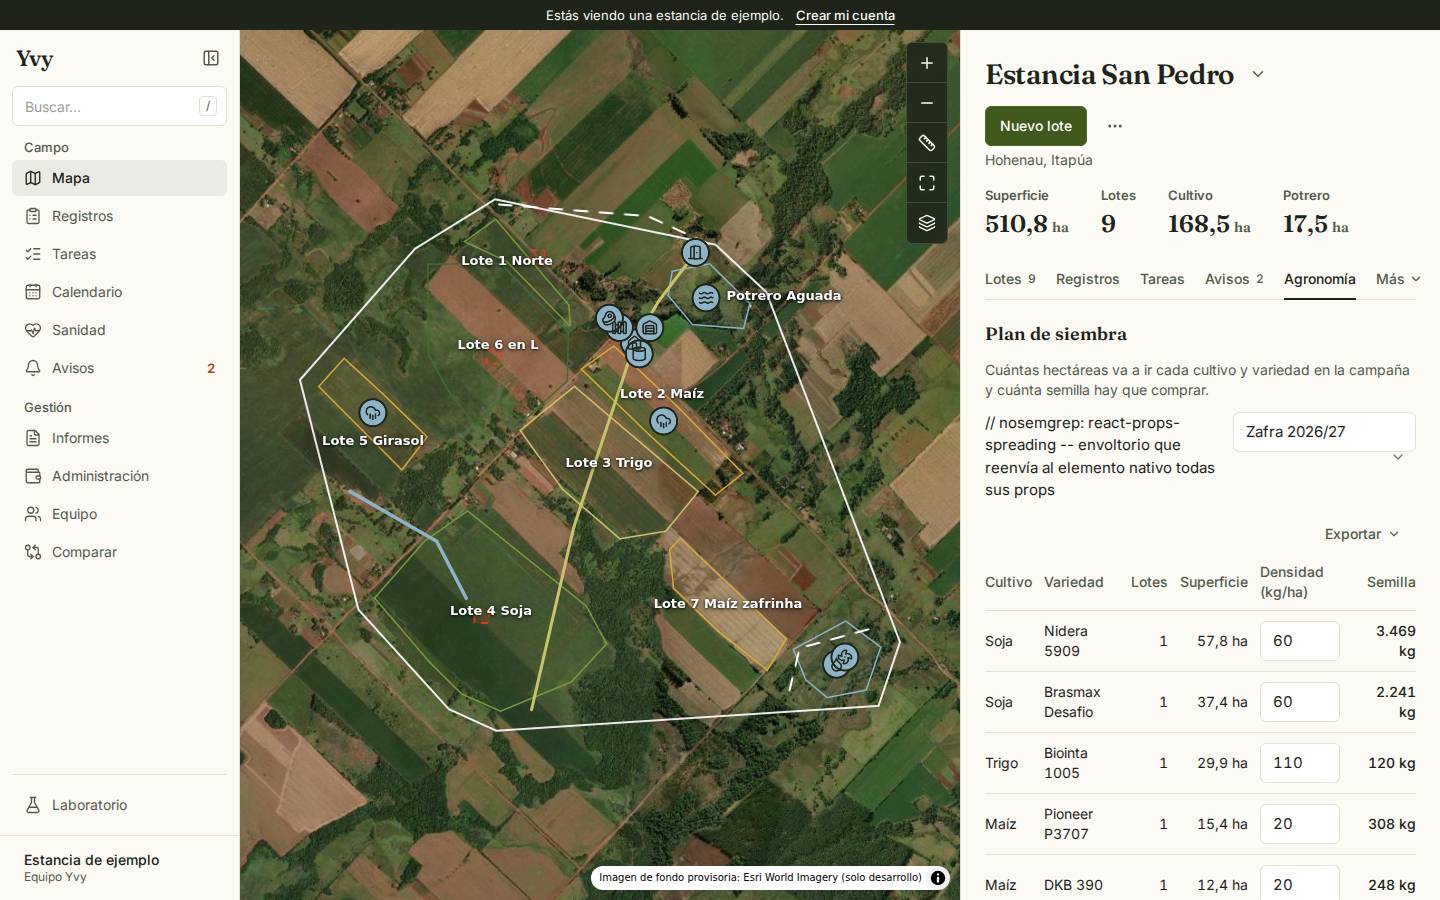 Estás viendo una estancia de ejemplo. Crear mi cuenta
Yvy
Buscar... /
Campo
Mapa
Registros
Tareas
Calendario
Sanidad
Avisos 2
Gestión
Informes
Administración
Equipo
Comparar
Laboratorio
Estancia de ejemplo
Equipo Yvy
Lote 1 Norte
Potrero Aguada
Lote 6 en L
Lote 2 Maíz
Lote 5 Girasol
Lote 3 Trigo
Lote 7 Maíz zafrinha
Lote 4 Soja
Imagen de fondo provisoria: Esri World Imagery (solo desarrollo)
Estancia San Pedro
Nuevo lote
Hohenau, Itapúa
Superficie Lotes Cultivo Potrero
510,8 ha 9 168,5 ha 17,5 ha
Lotes 9 Registros Tareas Avisos 2 Agronomía Más
Plan de siembra
Cuántas hectáreas va a ir cada cultivo y variedad en la campaña
y cuánta semilla hay que comprar.
// nosemgrep: react-props-
spreading -- envoltorio que
reenvía al elemento nativo todas
sus props
Zafra 2026/27
Exportar
Cultivo Variedad Lotes Superficie Densidad (kg/ha) Semilla
Soja Nidera 5909 1 57,8 ha 60 3.469 kg
Soja Brasmax Desafio 1 37,4 ha 60 2.241 kg
Trigo Biointa 1005 1 29,9 ha 110 120 kg
Maíz Pioneer P3707 1 15,4 ha 20 308 kg
Maíz DKB 390 1 12,4 ha 20 248 kg